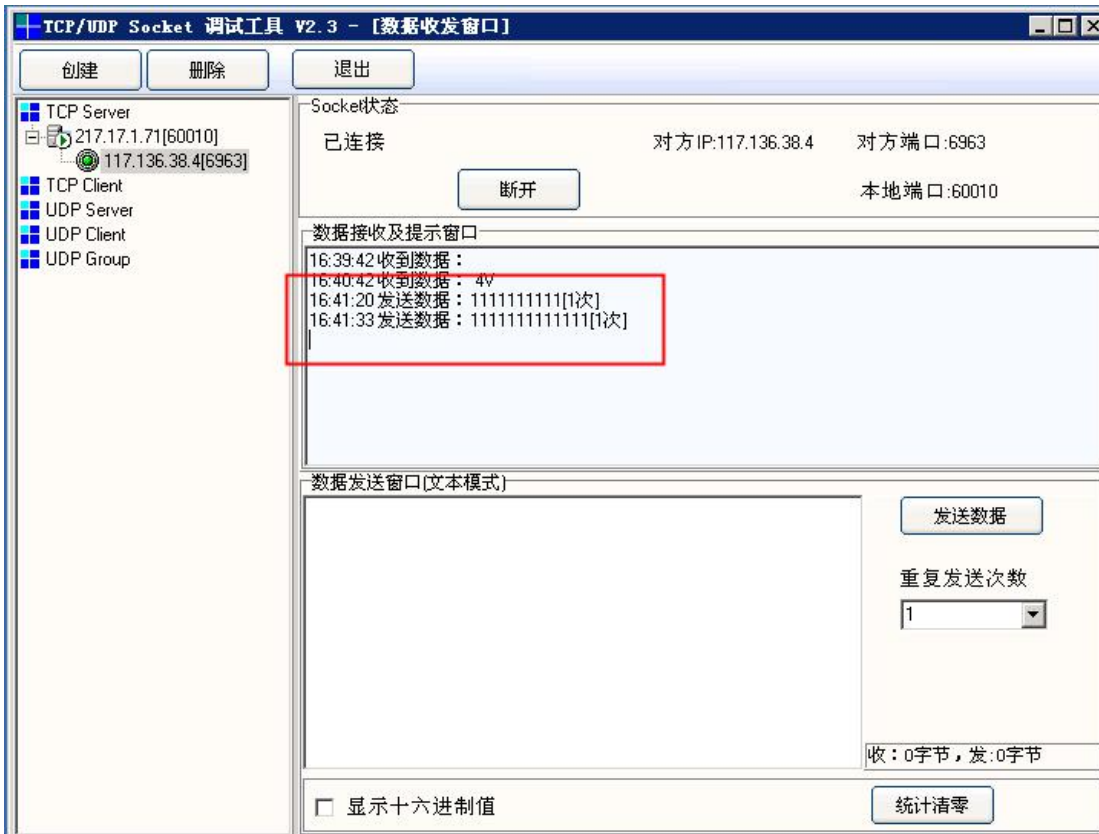 TCP/UDP Socket 调试工具 V2.3 - [数据收发窗口]
创建 删除 退出
TCP Server
217.17.1.71[60010]
117.136.38.4[6963]
TCP Client
UDP Server
UDP Client
UDP Group
Socket状态
已连接 对方IP:117.136.38.4 对方端口:6963
断开 本地端口:60010
数据接收及提示窗口
16:39:42 收到数据：
16:40:42 收到数据： 4V
16:41:20 发送数据：1111111111[1次]
16:41:33 发送数据：1111111111111[1次]
数据发送窗口(文本模式)
发送数据
重复发送次数
1
收：0字节，发:0字节
显示十六进制值 统计清零